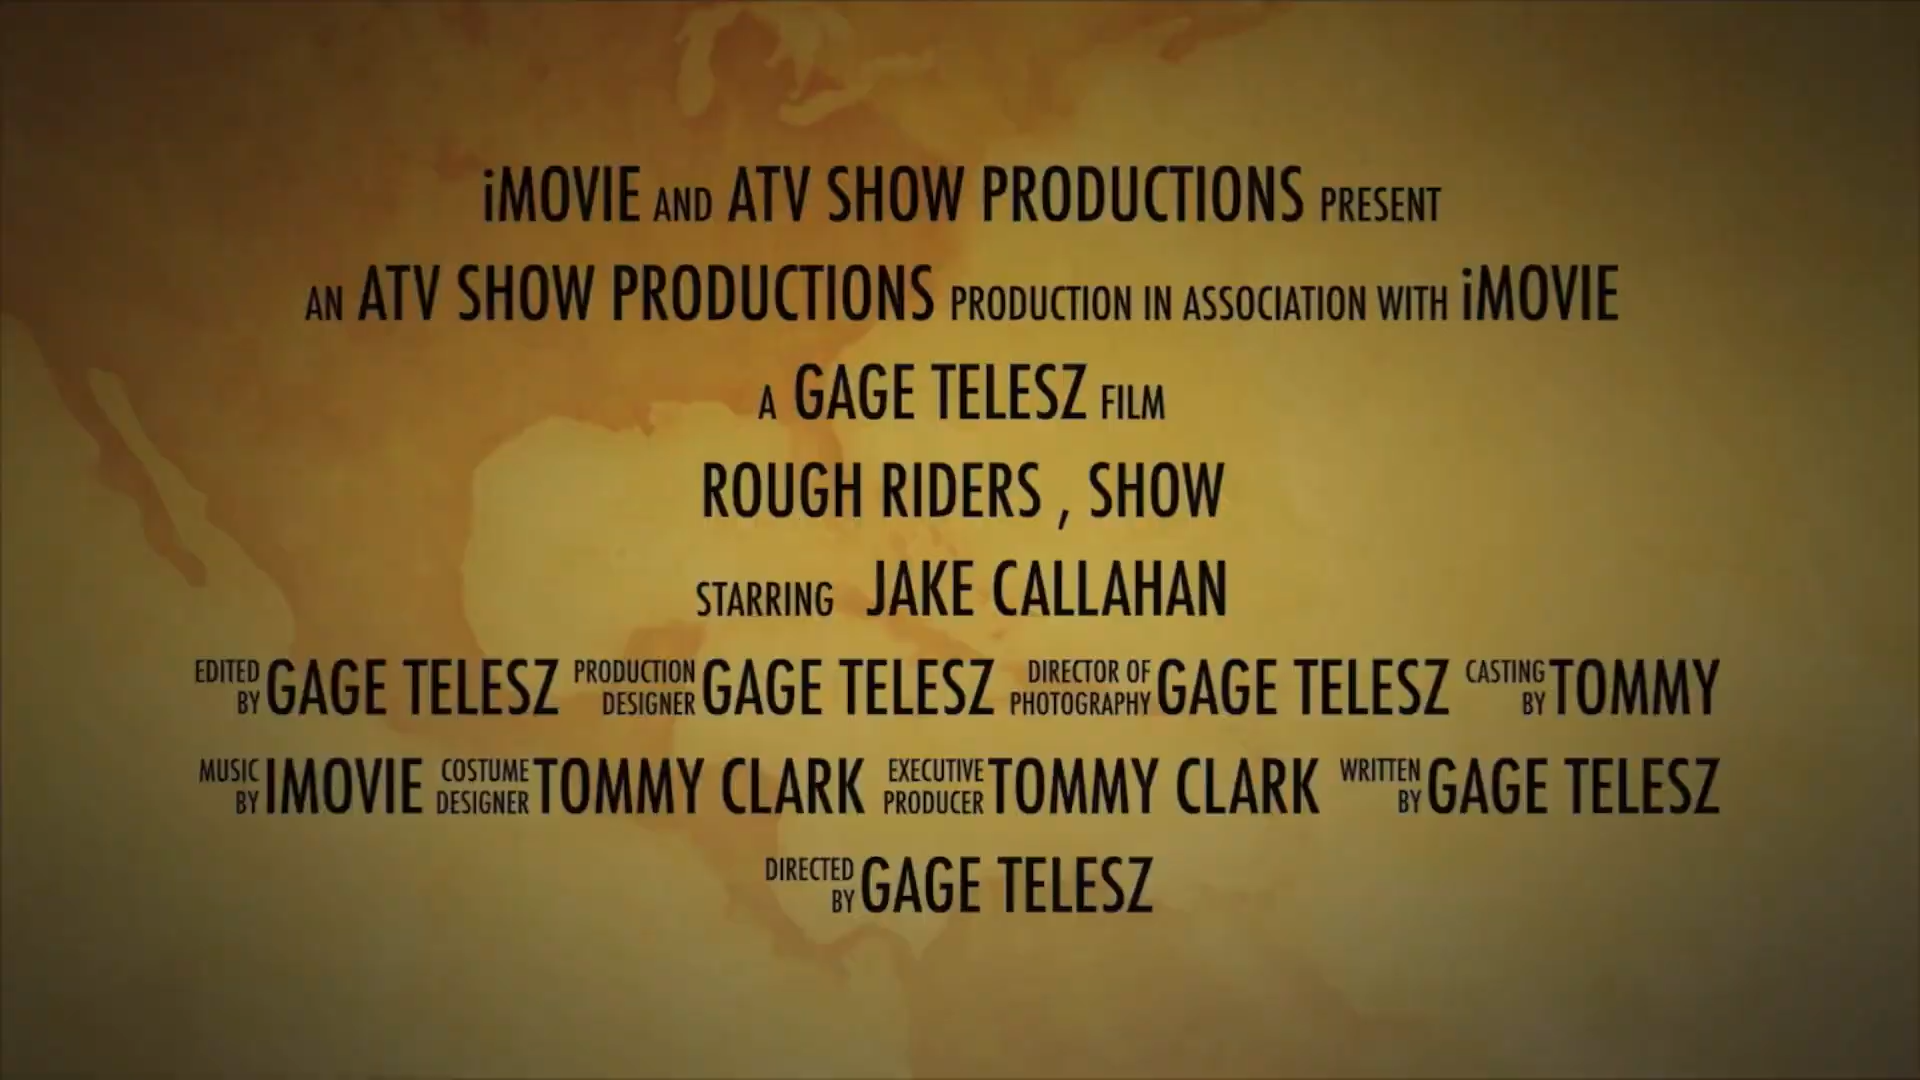 iMOVIE AND ATV SHOW PRODUCTIONS PRESENT
AN ATV SHOW PRODUCTIONS PRODUCTION IN ASSOCIATION WITH iMOVIE
A GAGE TELESZ FILM
ROUGH RIDERS , SHOW
STARRING JAKE CALLAHAN
EDITED BY GAGE TELESZ PRODUCTION DESIGNER GAGE TELESZ DIRECTOR OF PHOTOGRAPHY GAGE TELESZ CASTING BY TOMMY
MUSIC BY IMOVIE COSTUME DESIGNER TOMMY CLARK EXECUTIVE PRODUCER TOMMY CLARK WRITTEN BY GAGE TELESZ
DIRECTED BY GAGE TELESZ